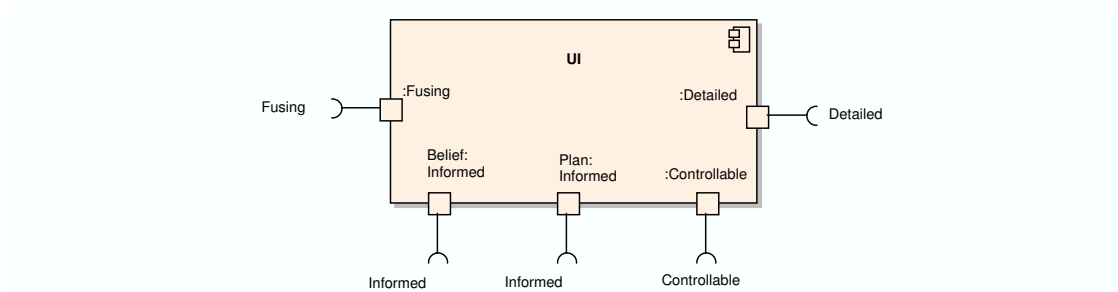 UI
:Fusing
:Detailed
Fusing
Detailed
Belief:
Informed
Plan:
Informed
:Controllable
Informed
Informed
Controllable